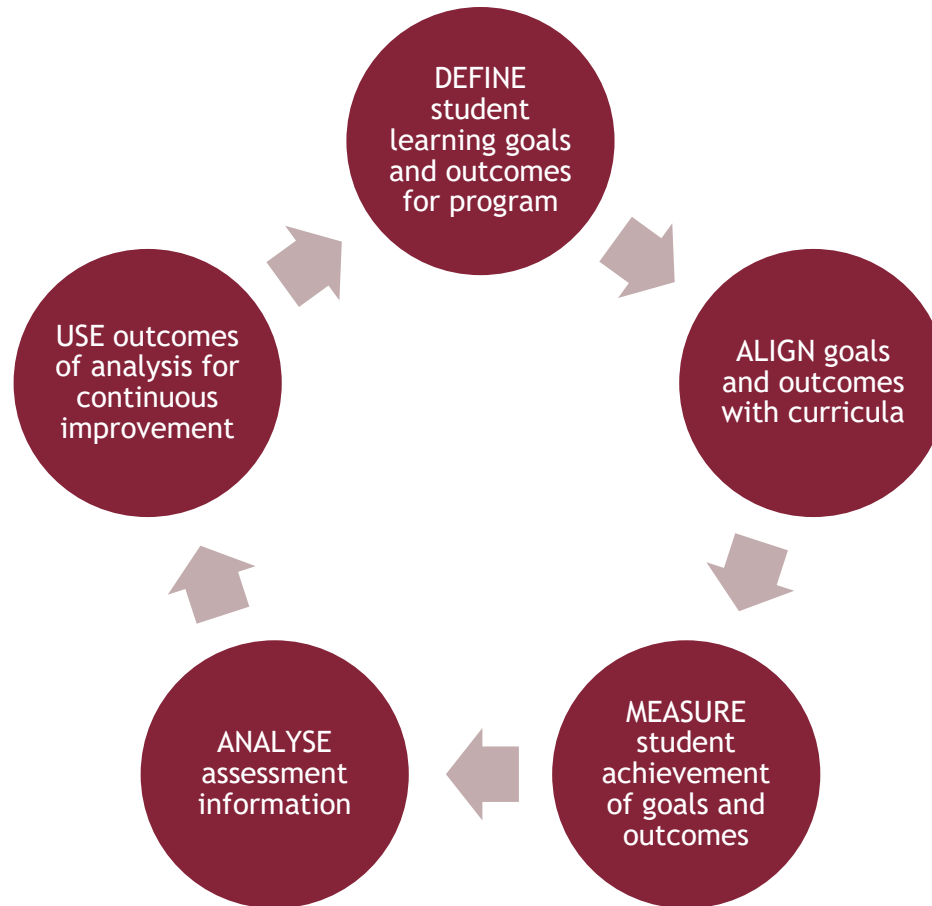 DEFINE
student
learning goals
and outcomes
for program
ALIGN goals
and outcomes
with curricula
MEASURE
student
achievement
of goals and
outcomes
ANALYSE
assessment
information
USE outcomes
of analysis for
continuous
improvement